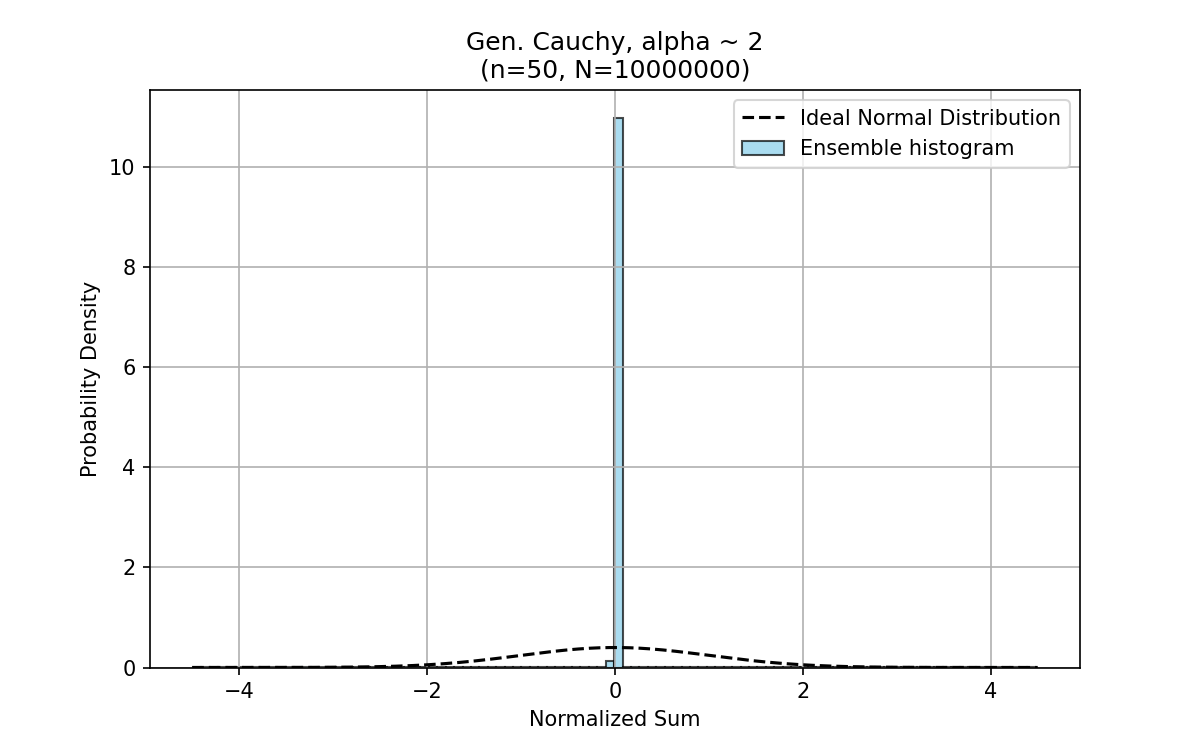 Gen. Cauchy, alpha ~ 2
(n=50, N=10000000)
Ideal Normal Distribution
Ensemble histogram
Probability Density
10
8
6
4
2
0
−4
−2
0
2
4
Normalized Sum